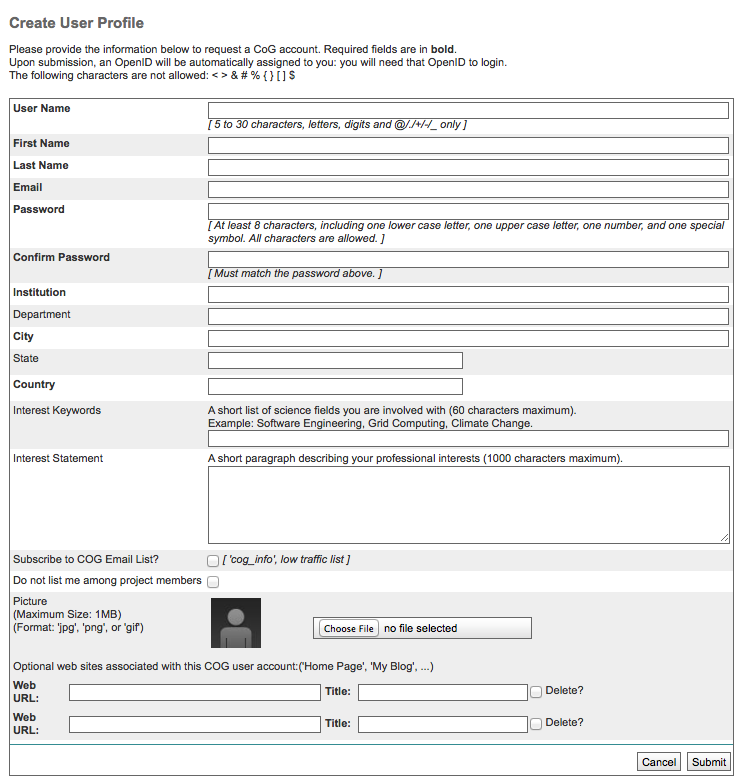 Create User Profile
Please provide the information below to request a CoG account. Required fields are in bold.
Upon submission, an OpenID will be automatically assigned to you: you will need that OpenID to login.
The following characters are not allowed: < > & # % { } [ ] $
User Name
[ 5 to 30 characters, letters, digits and @/./+/-/_ only ]
First Name
Last Name
Email
Password
[ At least 8 characters, including one lower case letter, one upper case letter, one number, and one special
symbol. All characters are allowed. ]
Confirm Password
[ Must match the password above. ]
Institution
Department
City
State
Country
Interest Keywords
A short list of science fields you are involved with (60 characters maximum).
Example: Software Engineering, Grid Computing, Climate Change.
Interest Statement
A short paragraph describing your professional interests (1000 characters maximum).
Subscribe to COG Email List?
[ 'cog_info', low traffic list ]
Do not list me among project members
Picture
(Maximum Size: 1MB)
(Format: 'jpg', 'png', or 'gif')
Choose File no file selected
Optional web sites associated with this COG user account:('Home Page', 'My Blog', ...)
Web
URL:
Title:
Delete?
Web
URL:
Title:
Delete?
Cancel
Submit